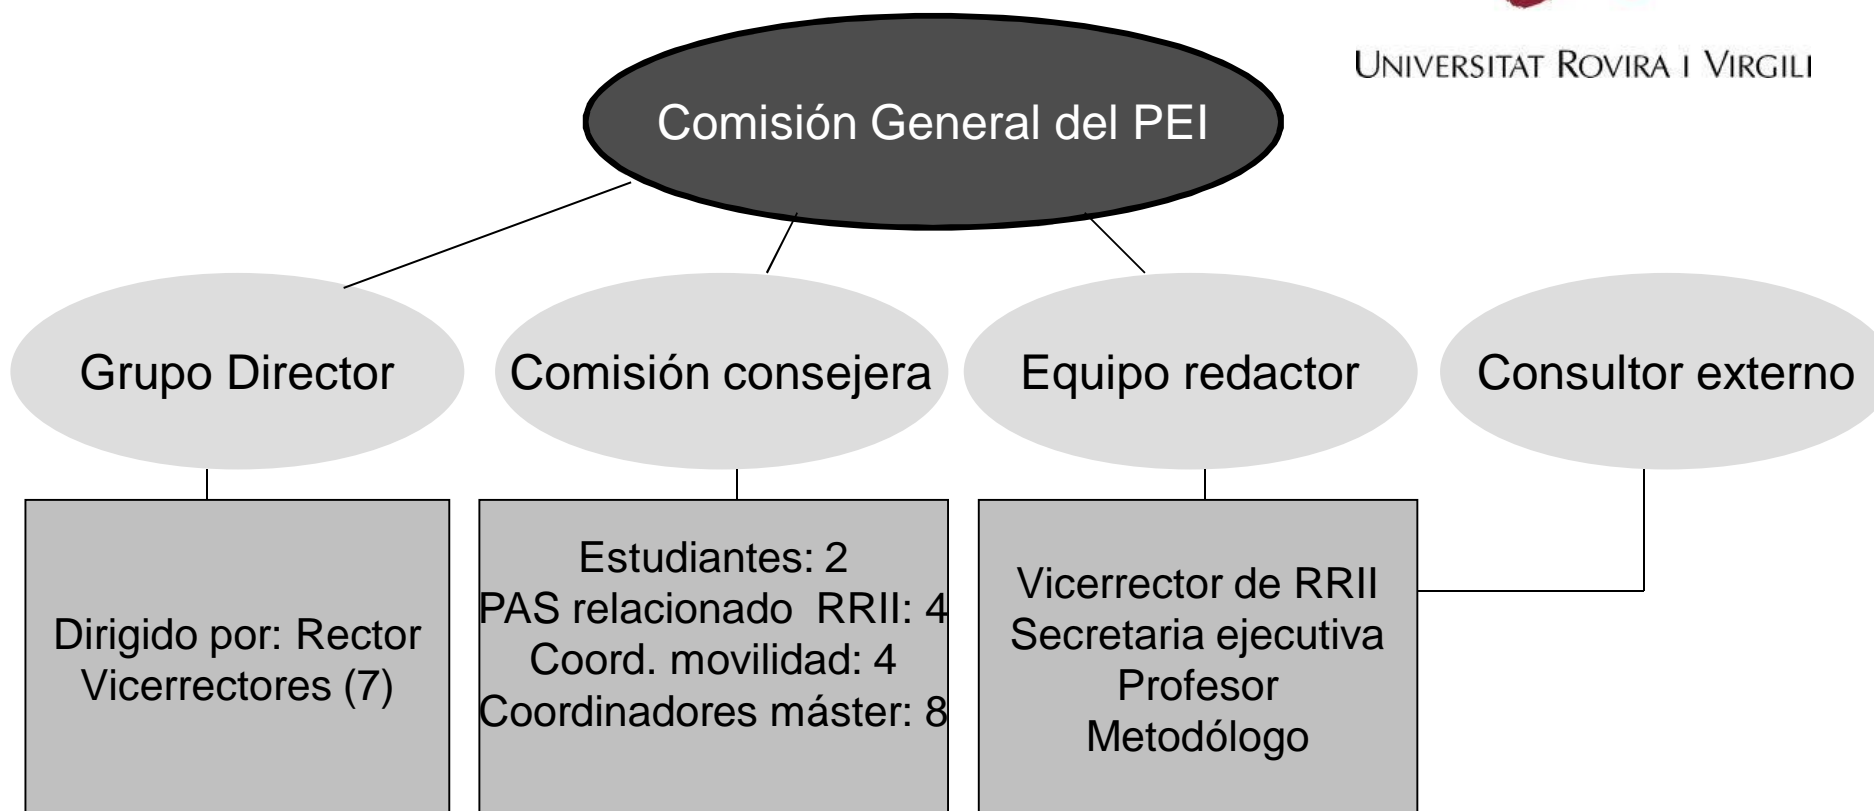 UNIVERSITAT ROVIRA I VIRGILI
Comisión General del PEI
Grupo Director
Comisión consejera
Equipo redactor
Consultor externo
Dirigido por: Rector
Vicerrectores (7)
Estudiantes: 2
PAS relacionado  RRII: 4
Coord. movilidad: 4
Coordinadores máster: 8
Vicerrector de RRII
Secretaria ejecutiva
Profesor
Metodólogo